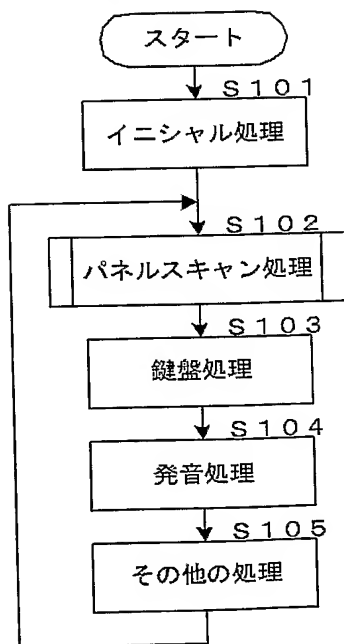 スタート
S101
イニシャル処理
S102
パネルスキャン処理
S103
鍵盤処理
S104
発音処理
S105
その他の処理